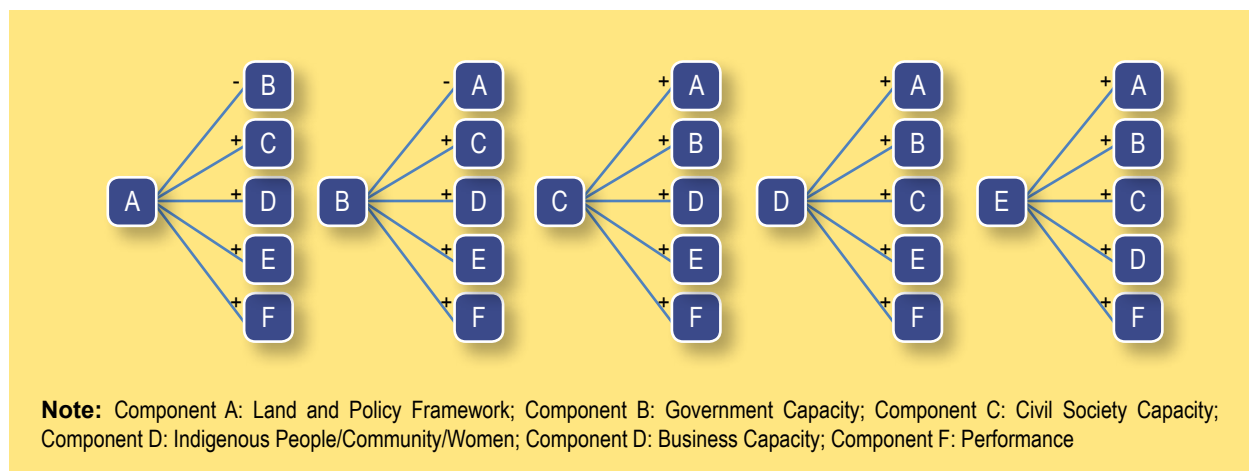 - B - A + A + A + A
+ C + C + B + B + B
A + D B + D C + D D + C E + C
+ E + E + E + E + D
+ F + F + F + F + F
Note: Component A: Land and Policy Framework; Component B: Government Capacity; Component C: Civil Society Capacity;
Component D: Indigenous People/Community/Women; Component D: Business Capacity; Component F: Performance